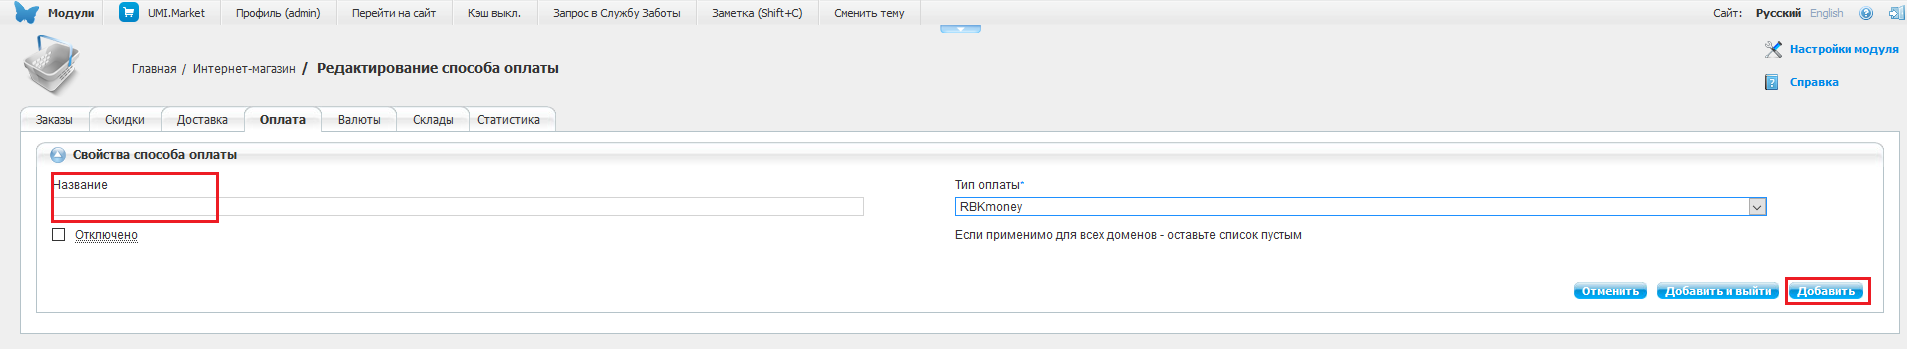 Модули UMI.Market Профиль (admin) Перейти на сайт Кэш выкл. Запрос в Службу Заботы Заметка (Shift+C) Сменить тему Сайт: Русский English
Настройки модуля
Главная / Интернет-магазин / Редактирование способа оплаты
Справка
Заказы Скидки Доставка Оплата Валюты Склады Статистика
Свойства способа оплаты
Название Тип оплаты*
RBKmoney
Отключено Если применимо для всех доменов - оставьте список пустым
Отменить Добавить и выйти Добавить